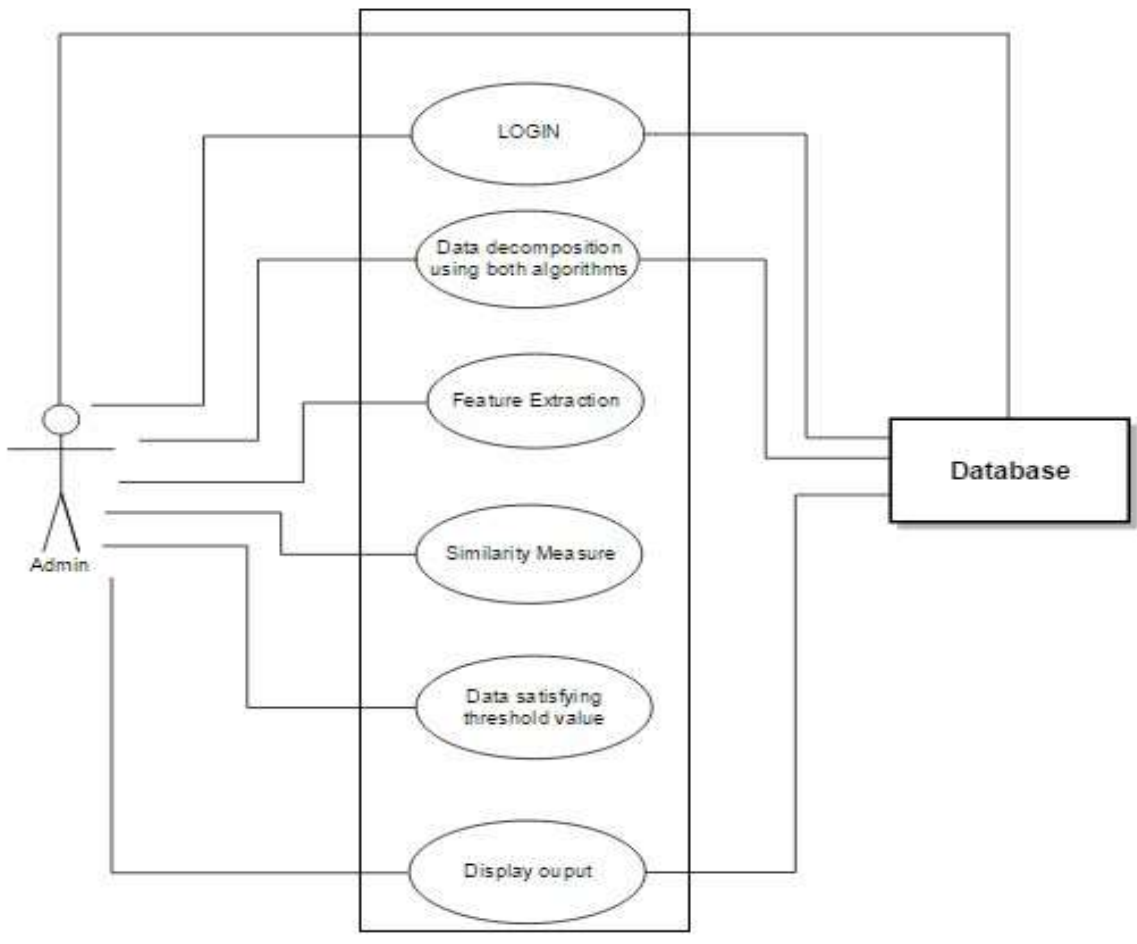 LOGIN
Data decomposition
using both algorithms
Feature Extraction
Database
Similarity Measure
Admin
Data satisfying
threshold value
Display ouput